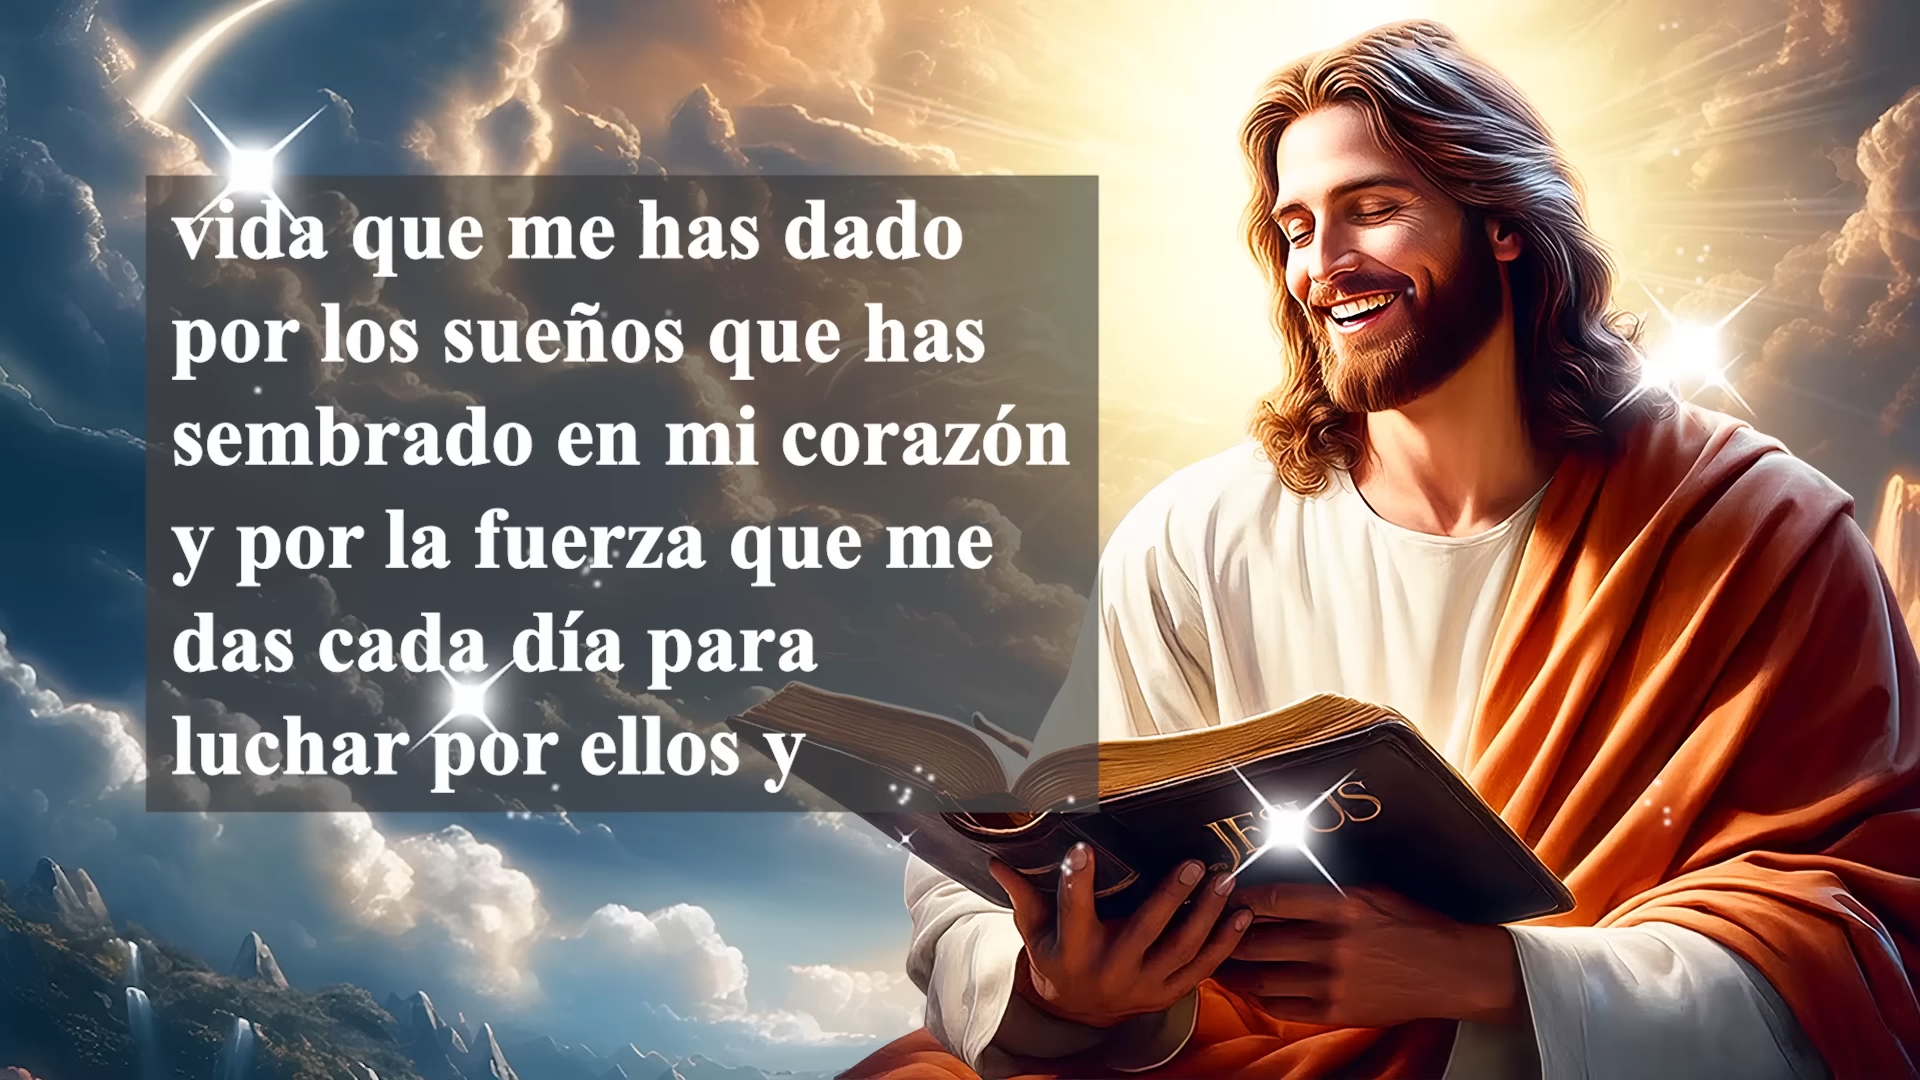 vida que me has dado
por los sueños que has
sembrado en mi corazón
y por la fuerza que me
das cada día para
luchar por ellos y
JESUS